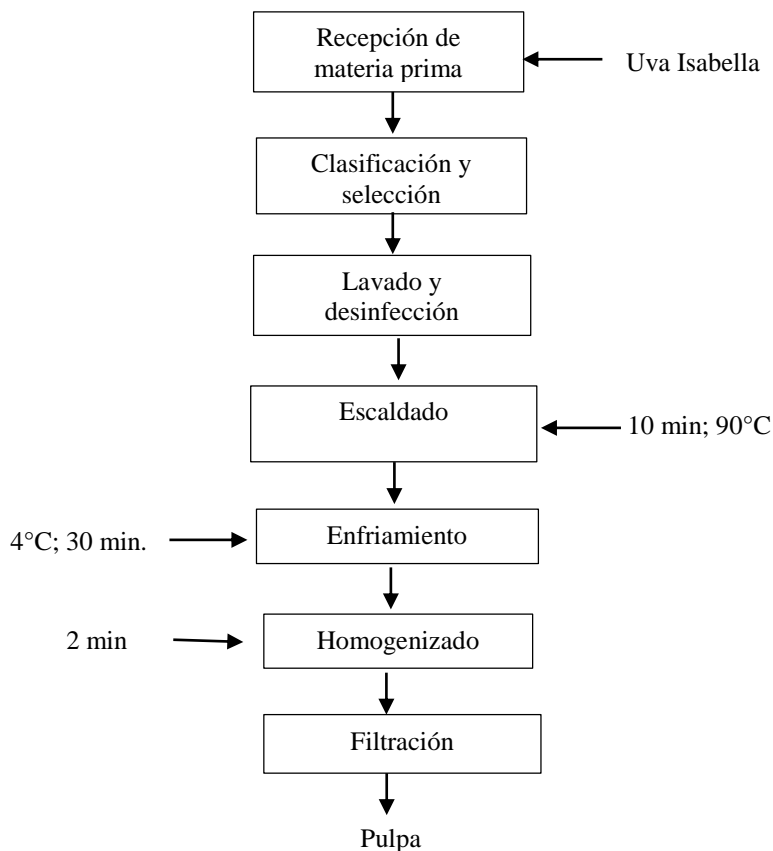 Recepción de
materia prima
Uva Isabella
Clasificación y
selección
Lavado y
desinfección
Escaldado
10 min; 90°C
4°C; 30 min.
Enfriamiento
2 min
Homogenizado
Filtración
Pulpa